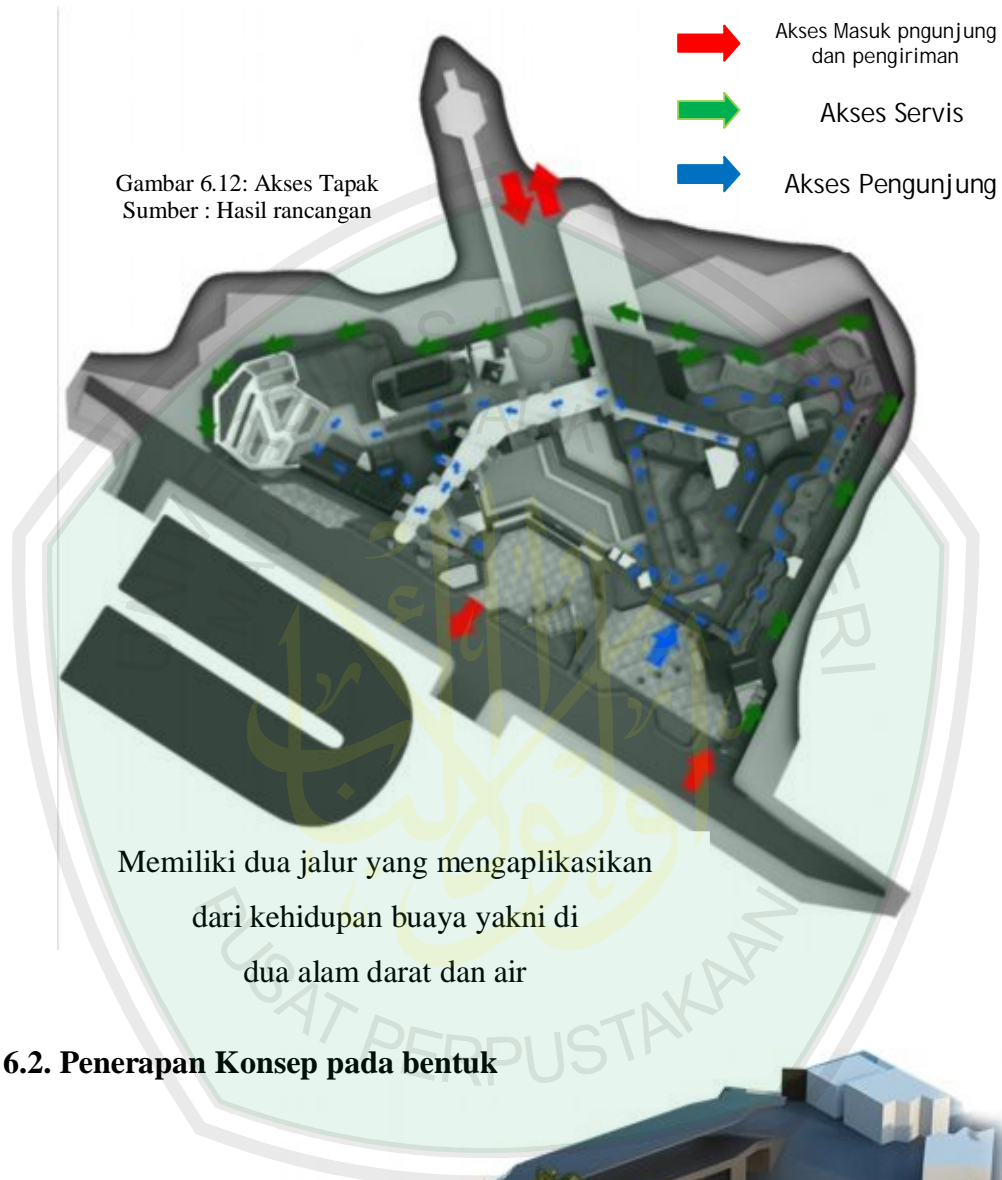 Akses Masuk pngunjung
dan pengiriman
Akses Servis
Akses Pengunjung
Gambar 6.12: Akses Tapak
Sumber : Hasil rancangan
Memiliki dua jalur yang mengaplikasikan
dari kehidupan buaya yakni di
dua alam darat dan air
6.2. Penerapan Konsep pada bentuk
PUSAT PERPUSTAKAAN